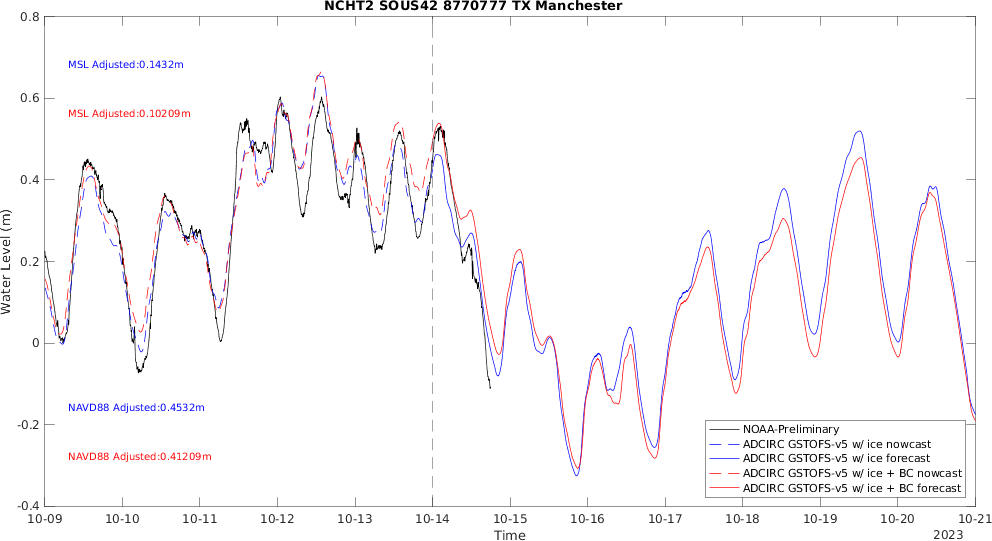 NCHT2 SOUS42 8770777 TX Manchester
0.8
0.6
0.4
0.2
0
-0.2
-0.4
Water Level (m)
MSL Adjusted:0.1432m
MSL Adjusted:0.10209m
NAVD88 Adjusted:0.4532m
NAVD88 Adjusted:0.41209m
NOAA-Preliminary
ADCIRC GSTOFS-v5 w/ ice nowcast
ADCIRC GSTOFS-v5 w/ ice forecast
ADCIRC GSTOFS-v5 w/ ice + BC nowcast
ADCIRC GSTOFS-v5 w/ ice + BC forecast
10-09 10-10 10-11 10-12 10-13 10-14 10-15 10-16 10-17 10-18 10-19 10-20 10-21
Time
2023